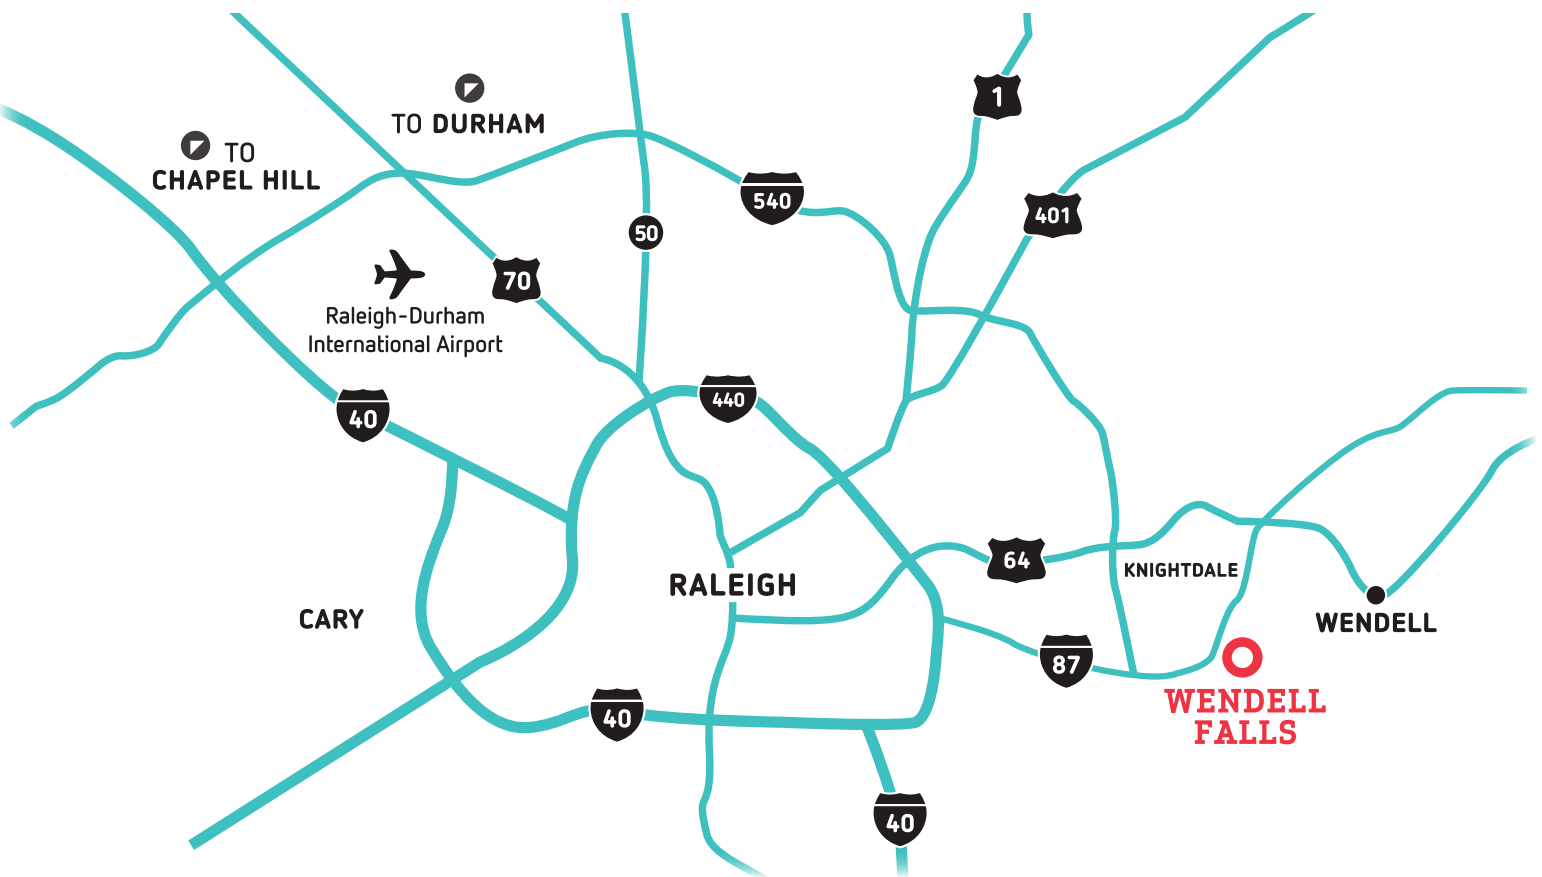 1
TO DURHAM
TO
CHAPEL HILL
540
401
50
70
Raleigh-Durham
International Airport
440
40
64
KNIGHTDALE
RALEIGH
CARY
WENDELL
87
WENDELL
FALLS
40
40